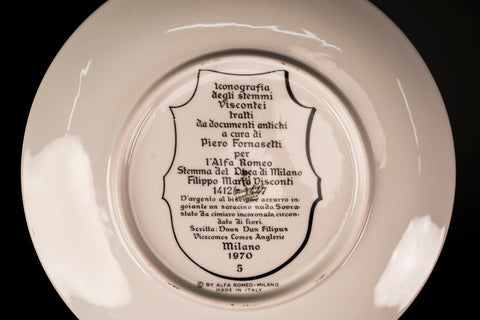 Iconografia
degli stemmi
Viscontei
tratti
da documenti antichi
a cura di
Piero Fornasetti
per
l'Alfa Romeo
Stemma del Duca di Milano
Filippo Maria Visconti
1412 - 1447
D'argento al biscione azzurro in-
goiante un saracino nudo. Sovra-
stato da cimiero incoronato, circon-
dato di fiori.
Scritta: Dnus Dux Filipus
Vicecomes Comes Anglerie
Milano
1970
5
© BY ALFA ROMEO - MILANO
MADE IN ITALY